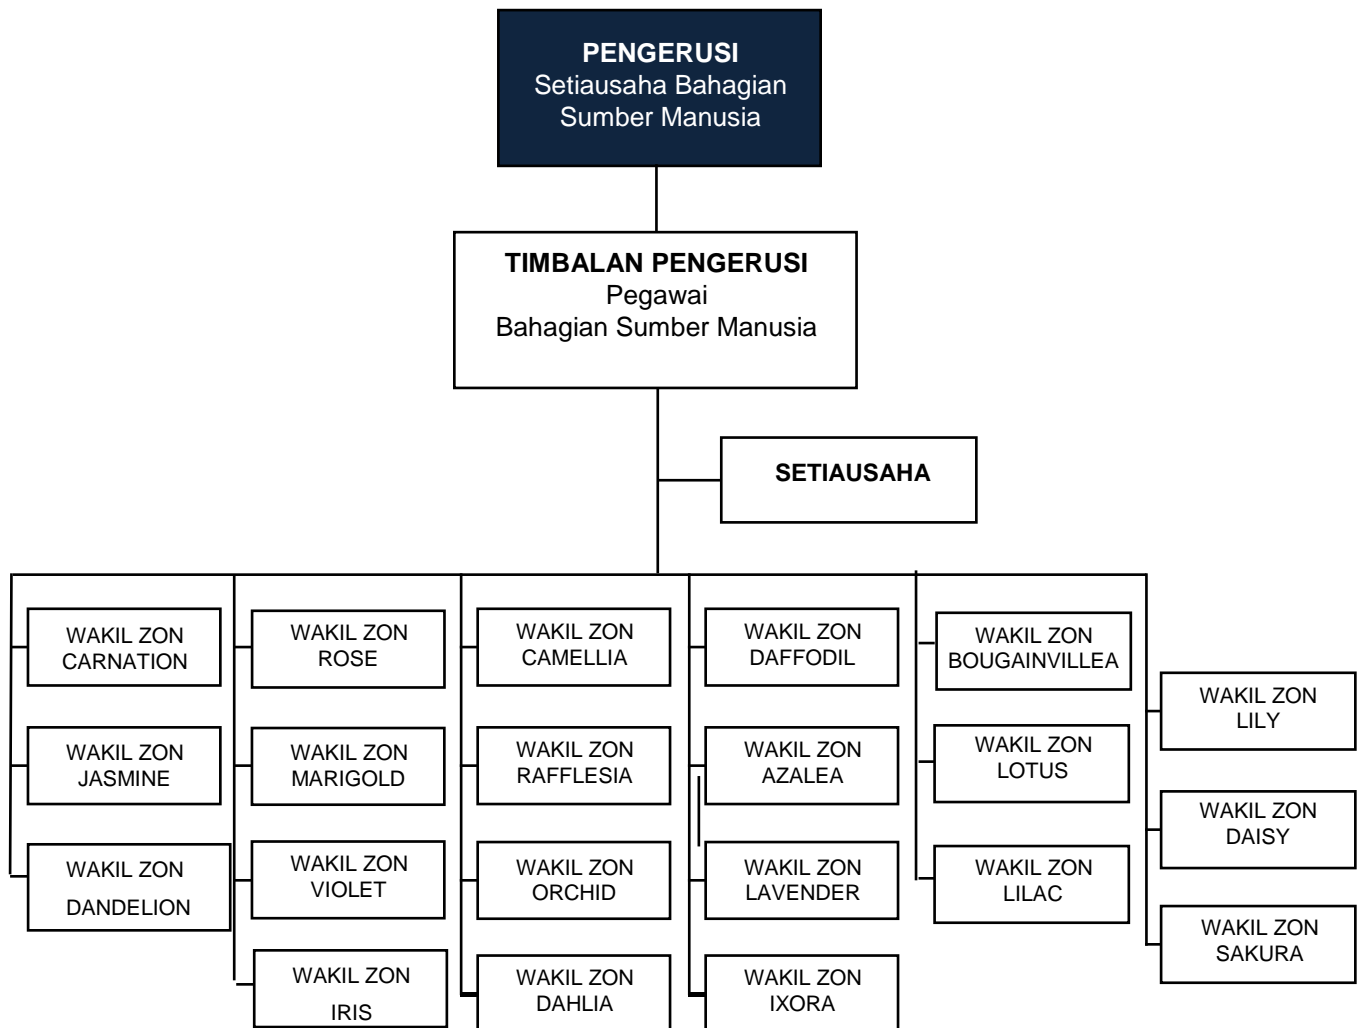 PENGERUSI
Setiausaha Bahagian
Sumber Manusia
TIMBALAN PENGERUSI
Pegawai
Bahagian Sumber Manusia
SETIAUSAHA
WAKIL ZON
CARNATION
WAKIL ZON
JASMINE
WAKIL ZON
DANDELION
WAKIL ZON
ROSE
WAKIL ZON
MARIGOLD
WAKIL ZON
VIOLET
WAKIL ZON
IRIS
WAKIL ZON
CAMELLIA
WAKIL ZON
RAFFLESIA
WAKIL ZON
ORCHID
WAKIL ZON
DAHLIA
WAKIL ZON
DAFFODIL
WAKIL ZON
AZALEA
WAKIL ZON
LAVENDER
WAKIL ZON
IXORA
WAKIL ZON
BOUGAINVILLEA
WAKIL ZON
LOTUS
WAKIL ZON
LILAC
WAKIL ZON
LILY
WAKIL ZON
DAISY
WAKIL ZON
SAKURA